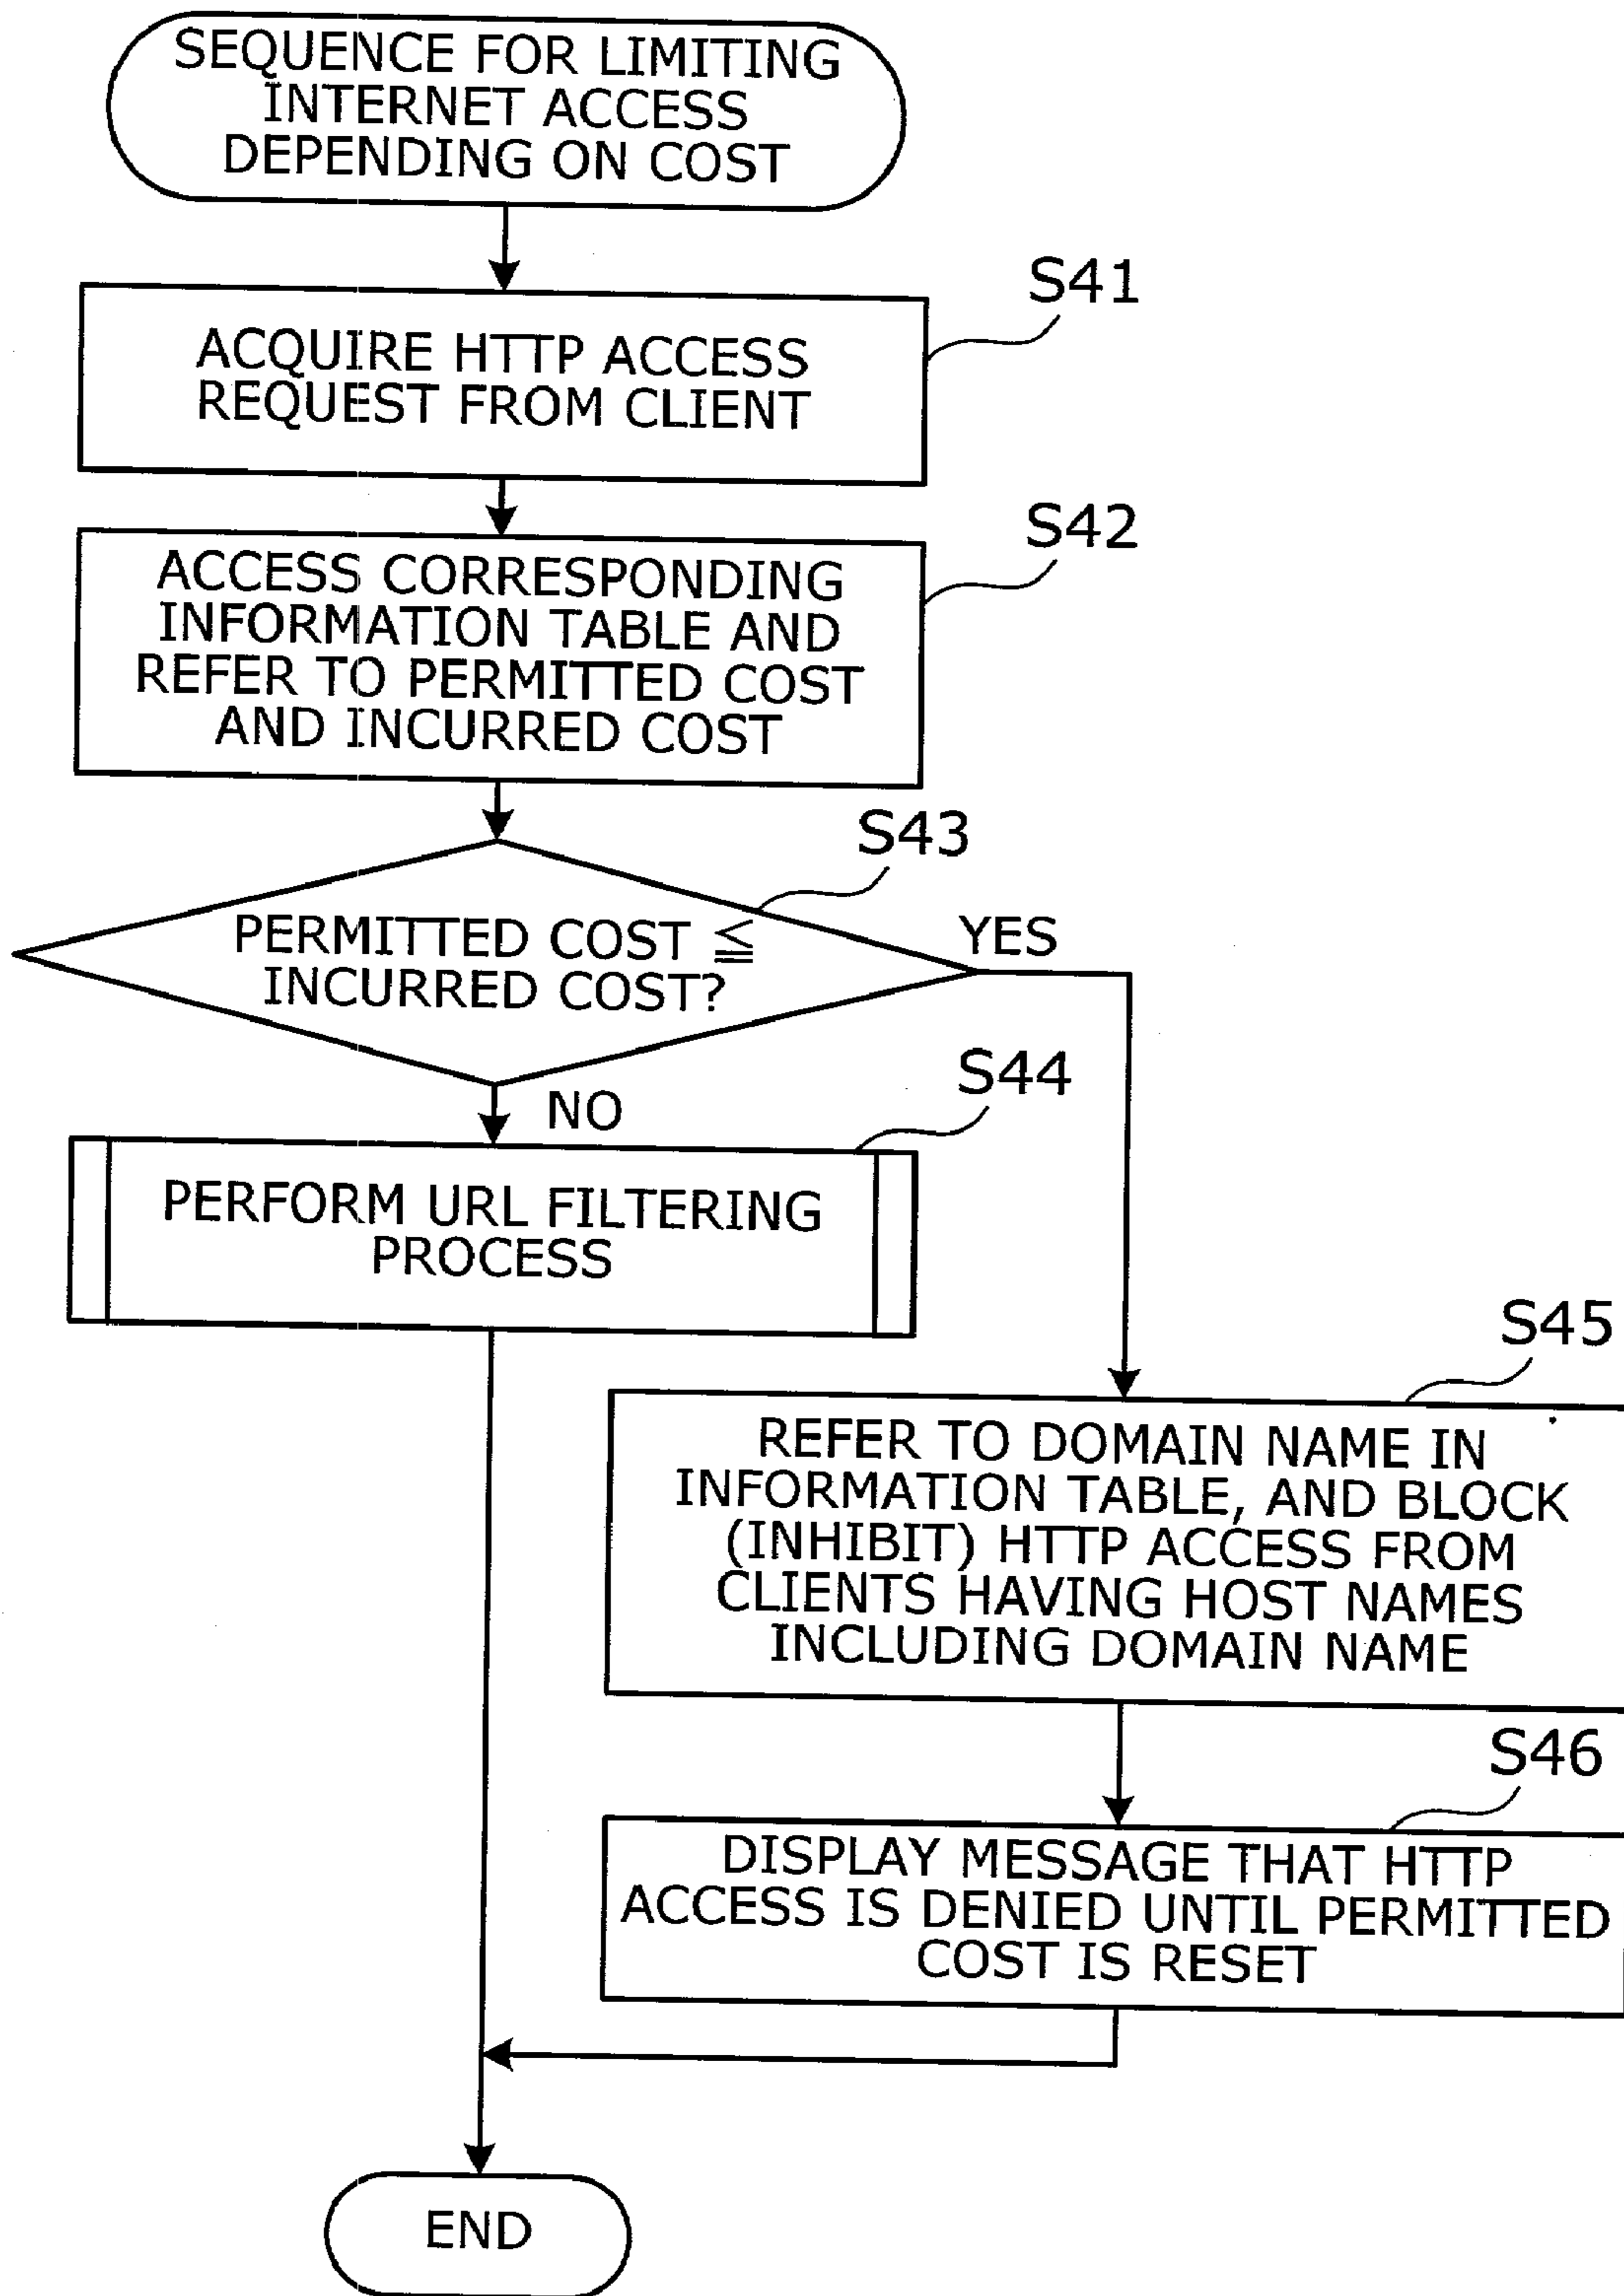 SEQUENCE FOR LIMITING
INTERNET ACCESS
DEPENDING ON COST
S41
ACQUIRE HTTP ACCESS
REQUEST FROM CLIENT
S42
ACCESS CORRESPONDING
INFORMATION TABLE AND
REFER TO PERMITTED COST
AND INCURRED COST
S43
PERMITTED COST ≦
INCURRED COST?
YES
NO
S44
PERFORM URL FILTERING
PROCESS
S45
REFER TO DOMAIN NAME IN
INFORMATION TABLE, AND BLOCK
(INHIBIT) HTTP ACCESS FROM
CLIENTS HAVING HOST NAMES
INCLUDING DOMAIN NAME
S46
DISPLAY MESSAGE THAT HTTP
ACCESS IS DENIED UNTIL PERMITTED
COST IS RESET
END